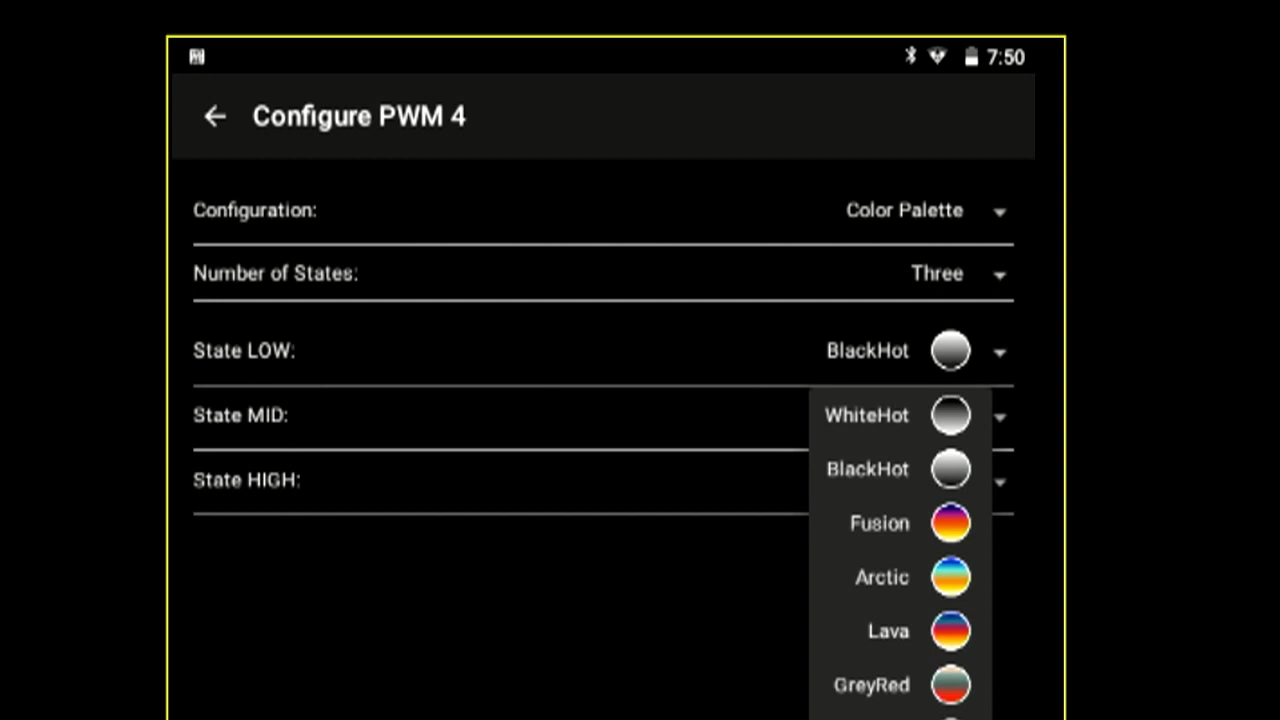 7:50
Configure PWM 4
Configuration: Color Palette
Number of States: Three
State LOW: BlackHot
State MID: WhiteHot
BlackHot
State HIGH:
Fusion
Arctic
Lava
GreyRed